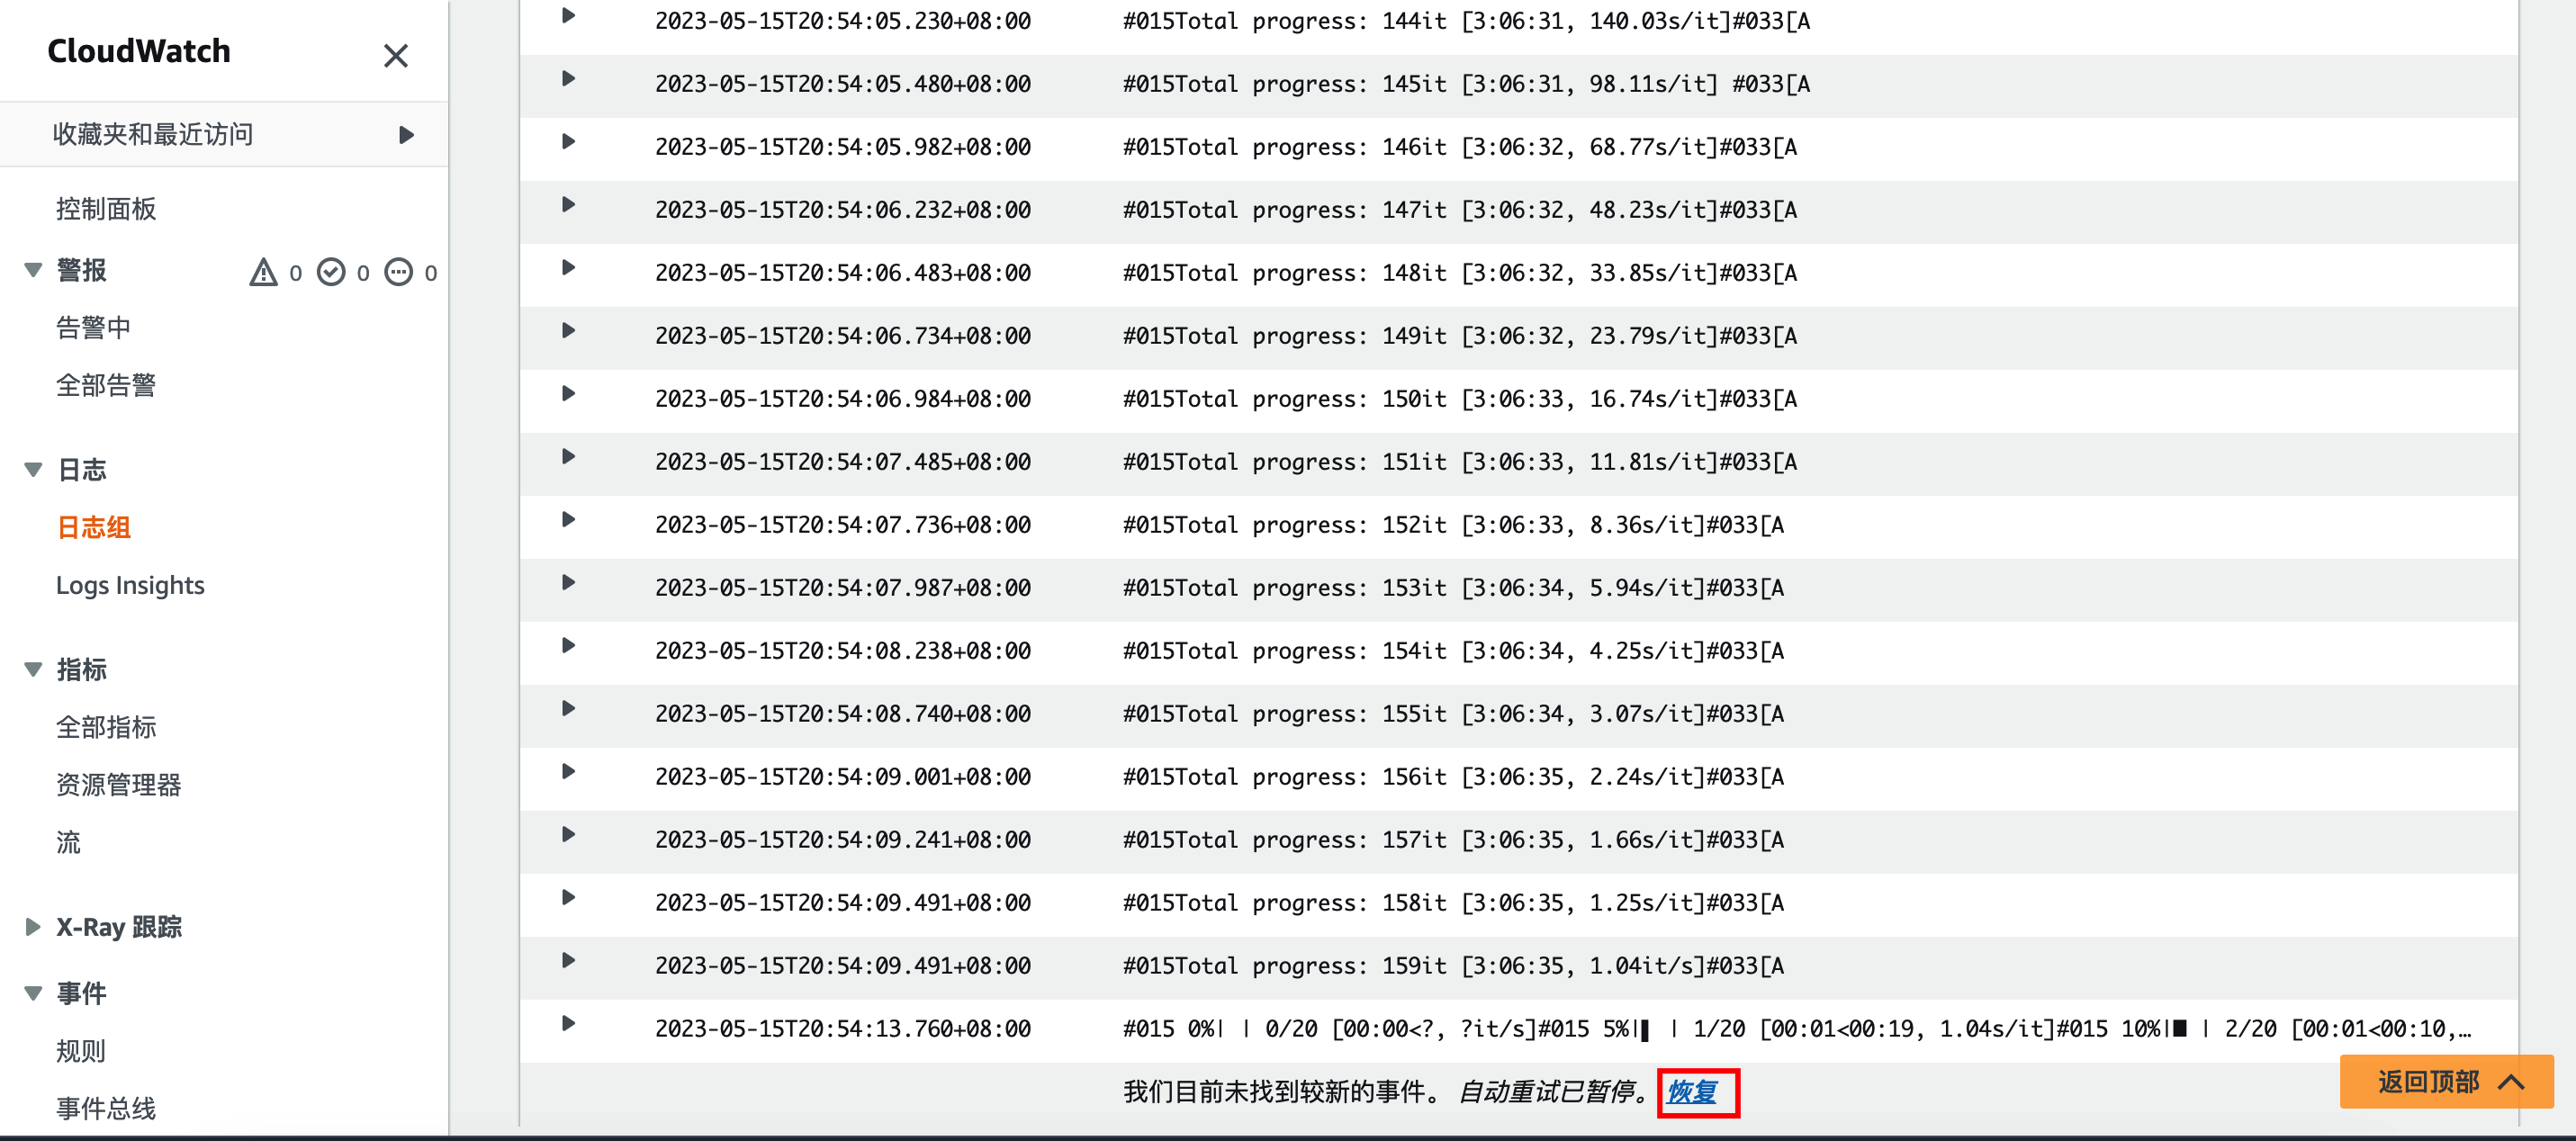 CloudWatch
收藏夹和最近访问
控制面板
警报 0 0 0
告警中
全部告警
日志
日志组
Logs Insights
指标
全部指标
资源管理器
流
X-Ray 跟踪
事件
规则
事件总线
2023-05-15T20:54:05.230+08:00 #015Total progress: 144it [3:06:31, 140.03s/it]#033[A
2023-05-15T20:54:05.480+08:00 #015Total progress: 145it [3:06:31, 98.11s/it] #033[A
2023-05-15T20:54:05.982+08:00 #015Total progress: 146it [3:06:32, 68.77s/it]#033[A
2023-05-15T20:54:06.232+08:00 #015Total progress: 147it [3:06:32, 48.23s/it]#033[A
2023-05-15T20:54:06.483+08:00 #015Total progress: 148it [3:06:32, 33.85s/it]#033[A
2023-05-15T20:54:06.734+08:00 #015Total progress: 149it [3:06:32, 23.79s/it]#033[A
2023-05-15T20:54:06.984+08:00 #015Total progress: 150it [3:06:33, 16.74s/it]#033[A
2023-05-15T20:54:07.485+08:00 #015Total progress: 151it [3:06:33, 11.81s/it]#033[A
2023-05-15T20:54:07.736+08:00 #015Total progress: 152it [3:06:33, 8.36s/it]#033[A
2023-05-15T20:54:07.987+08:00 #015Total progress: 153it [3:06:34, 5.94s/it]#033[A
2023-05-15T20:54:08.238+08:00 #015Total progress: 154it [3:06:34, 4.25s/it]#033[A
2023-05-15T20:54:08.740+08:00 #015Total progress: 155it [3:06:34, 3.07s/it]#033[A
2023-05-15T20:54:09.001+08:00 #015Total progress: 156it [3:06:35, 2.24s/it]#033[A
2023-05-15T20:54:09.241+08:00 #015Total progress: 157it [3:06:35, 1.66s/it]#033[A
2023-05-15T20:54:09.491+08:00 #015Total progress: 158it [3:06:35, 1.25s/it]#033[A
2023-05-15T20:54:09.491+08:00 #015Total progress: 159it [3:06:35, 1.04it/s]#033[A
2023-05-15T20:54:13.760+08:00 #015 0%| | 0/20 [00:00<?, ?it/s]#015 5%|▌ | 1/20 [00:01<00:19, 1.04s/it]#015 10%|█ | 2/20 [00:01<00:10,…
我们目前未找到较新的事件。 自动重试已暂停。 恢复
返回顶部